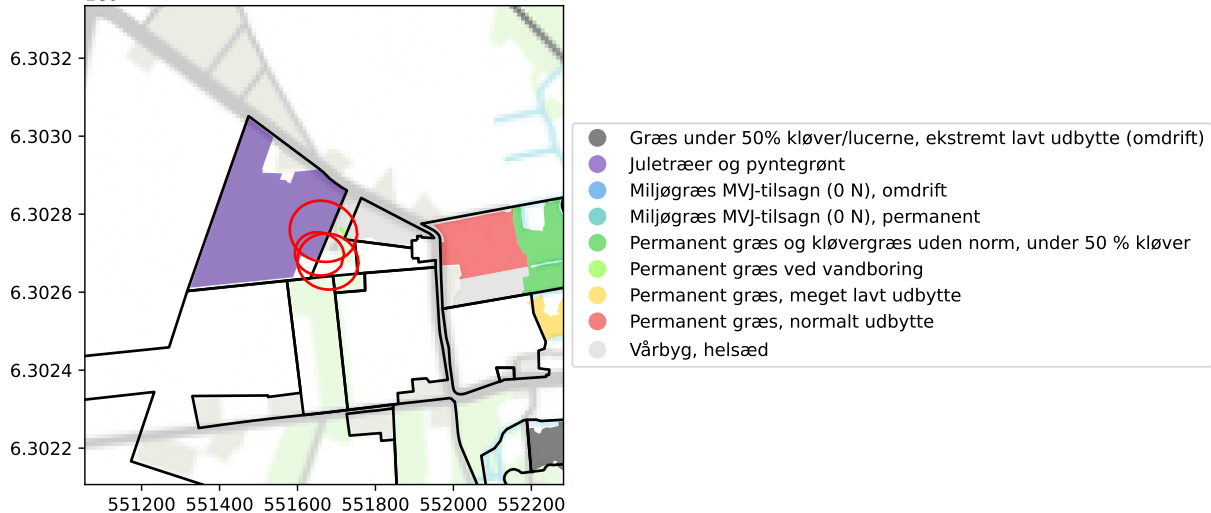 6.3032
6.3030
6.3028
6.3026
6.3024
6.3022
551200 551400 551600 551800 552000 552200
Græs under 50% kløver/lucerne, ekstremt lavt udbytte (omdrift)
Juletræer og pyntegrønt
Miljøgræs MVJ-tilsagn (0 N), omdrift
Miljøgræs MVJ-tilsagn (0 N), permanent
Permanent græs og kløvergræs uden norm, under 50 % kløver
Permanent græs ved vandboring
Permanent græs, meget lavt udbytte
Permanent græs, normalt udbytte
Vårbyg, helsæd